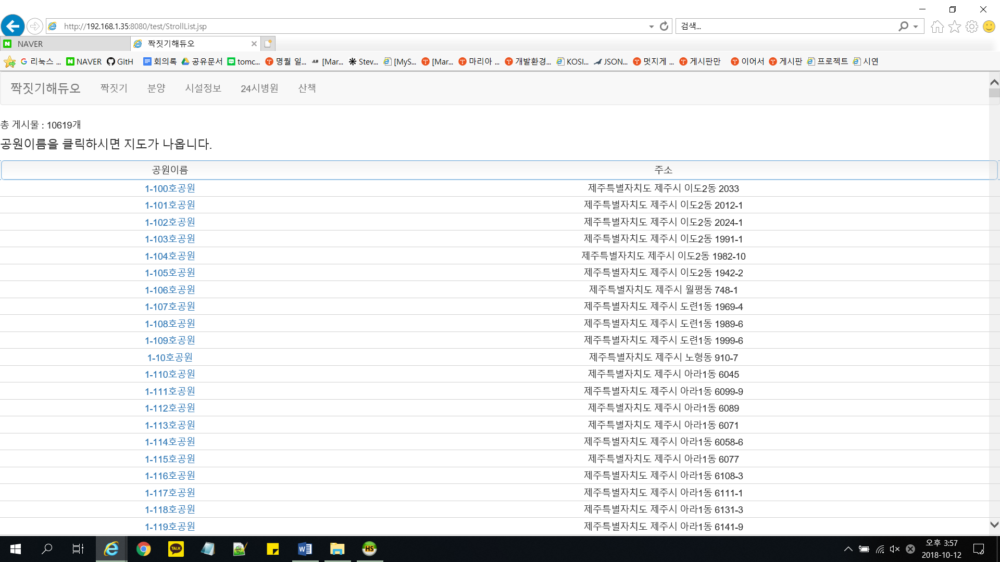 http://192.168.1.35:8080/test/StrollList.jsp
검색...
NAVER
짝짓기해듀오
리눅스 ...
NAVER
GitH
회의록
공유문서
tomc...
명월 일...
[Mar...
Stev...
[MyS...
[Mar...
마리아 ...
개발환경...
KOSI...
JSON...
멋지게 ...
게시판만
이어서
게시판
프로젝트
시연
짝짓기해듀오 짝짓기 분양 시설정보 24시병원 산책
총 게시물 : 10619개
공원이름을 클릭하시면 지도가 나옵니다.
공원이름 주소
1-100호공원 제주특별자치도 제주시 이도2동 2033
1-101호공원 제주특별자치도 제주시 이도2동 2012-1
1-102호공원 제주특별자치도 제주시 이도2동 2024-1
1-103호공원 제주특별자치도 제주시 이도2동 1991-1
1-104호공원 제주특별자치도 제주시 이도2동 1982-10
1-105호공원 제주특별자치도 제주시 이도2동 1942-2
1-106호공원 제주특별자치도 제주시 월평동 748-1
1-107호공원 제주특별자치도 제주시 도련1동 1969-4
1-108호공원 제주특별자치도 제주시 도련1동 1989-6
1-109호공원 제주특별자치도 제주시 도련1동 1999-6
1-10호공원 제주특별자치도 제주시 노형동 910-7
1-110호공원 제주특별자치도 제주시 아라1동 6045
1-111호공원 제주특별자치도 제주시 아라1동 6099-9
1-112호공원 제주특별자치도 제주시 아라1동 6089
1-113호공원 제주특별자치도 제주시 아라1동 6071
1-114호공원 제주특별자치도 제주시 아라1동 6058-6
1-115호공원 제주특별자치도 제주시 아라1동 6077
1-116호공원 제주특별자치도 제주시 아라1동 6108-3
1-117호공원 제주특별자치도 제주시 아라1동 6111-1
1-118호공원 제주특별자치도 제주시 아라1동 6131-3
1-119호공원 제주특별자치도 제주시 아라1동 6141-9
TALK
HS
오후 3:57
2018-10-12